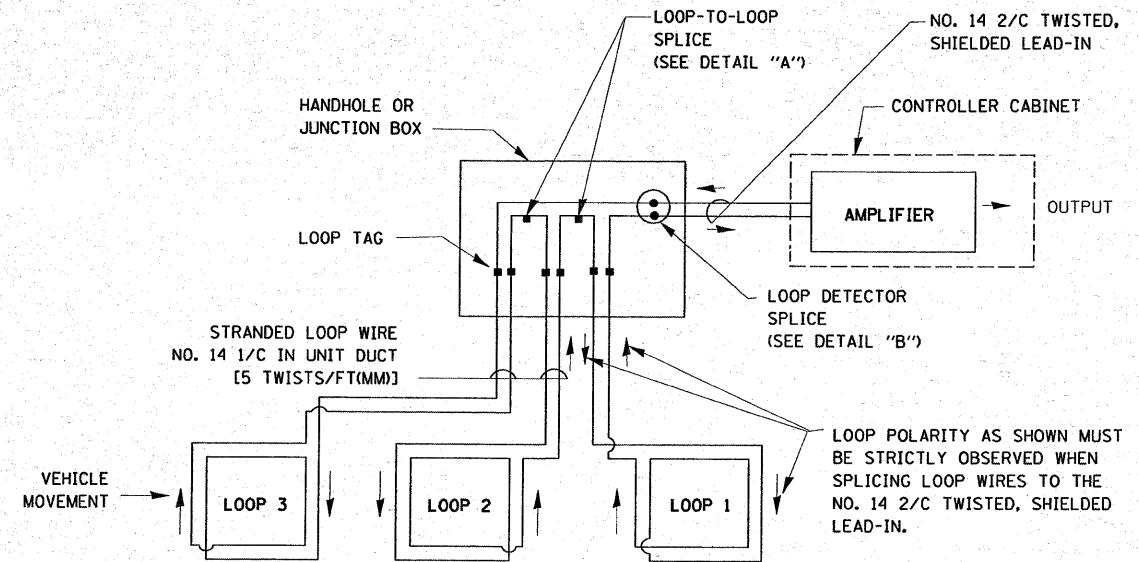 LOOP-TO-LOOP
SPLICE
(SEE DETAIL "A")
NO. 14 2/C TWISTED,
SHIELDED LEAD-IN
HANDHOLE OR
JUNCTION BOX
CONTROLLER CABINET
AMPLIFIER
OUTPUT
LOOP TAG
LOOP DETECTOR
SPLICE
(SEE DETAIL "B")
STRANDED LOOP WIRE
NO. 14 1/C IN UNIT DUCT
[5 TWISTS/FT(MM)]
VEHICLE
MOVEMENT
LOOP 3
LOOP 2
LOOP 1
LOOP POLARITY AS SHOWN MUST
BE STRICTLY OBSERVED WHEN
SPLICING LOOP WIRES TO THE
NO. 14 2/C TWISTED, SHIELDED
LEAD-IN.